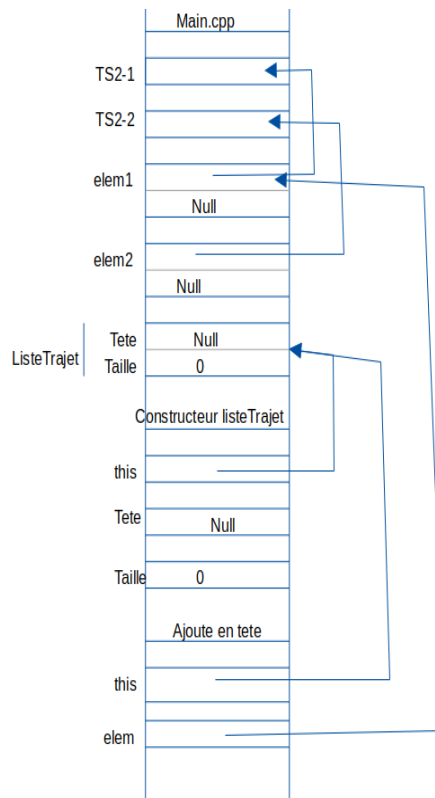 Main.cpp
TS2-1
TS2-2
elem1
Null
elem2
Null
Tete Null
ListeTrajet
Taille 0
Constructeur listeTrajet
this
Tete Null
Taille 0
Ajoute en tete
this
elem